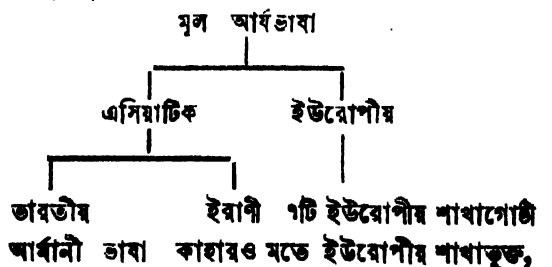 মূল আর্যভাষা
এসিয়াটিক ইউরোপীয়
ভারতীয় ইরাণী ৭টি ইউরোপীয় শাখাগোষ্ঠী
আর্মানী ভাষা কাহারও মতে ইউরোপীয় শাখাভুক্ত,